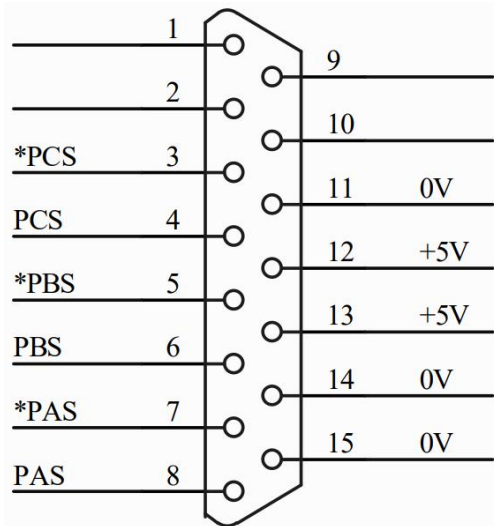 1
9
2
10
*PCS 3
11 0V
PCS 4
12 +5V
*PBS 5
13 +5V
PBS 6
14 0V
*PAS 7
15 0V
PAS 8